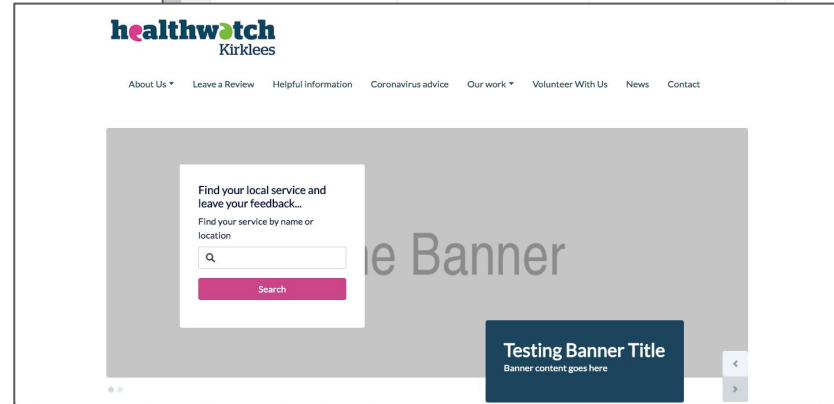 healthwatch
Kirklees
About Us Leave a Review Helpful information Coronavirus advice Our work Volunteer With Us News Contact
Find your local service and
leave your feedback...
Find your service by name or
location
Search
e Banner
Testing Banner Title
Banner content goes here